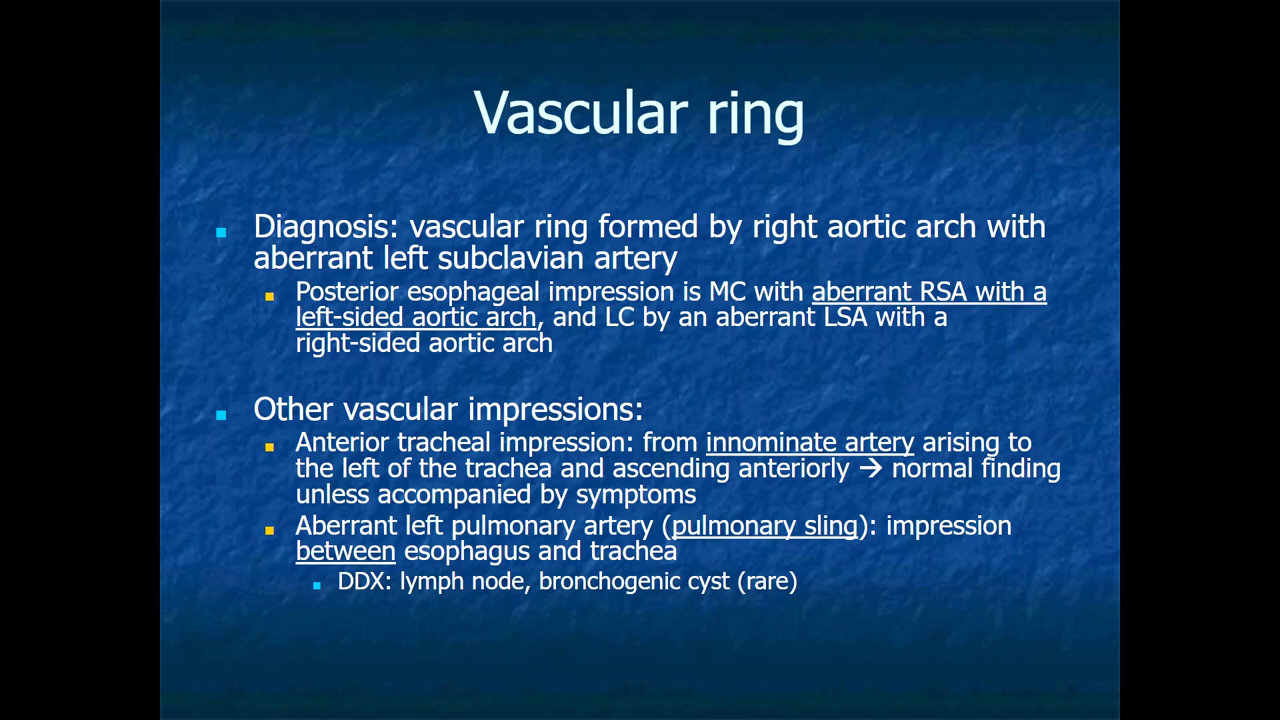 Vascular ring
Diagnosis: vascular ring formed by right aortic arch with
aberrant left subclavian artery
Posterior esophageal impression is MC with aberrant RSA with a
left-sided aortic arch, and LC by an aberrant LSA with a
right-sided aortic arch
Other vascular impressions:
Anterior tracheal impression: from innominate artery arising to
the left of the trachea and ascending anteriorly → normal finding
unless accompanied by symptoms
Aberrant left pulmonary artery (pulmonary sling): impression
between esophagus and trachea
DDX: lymph node, bronchogenic cyst (rare)